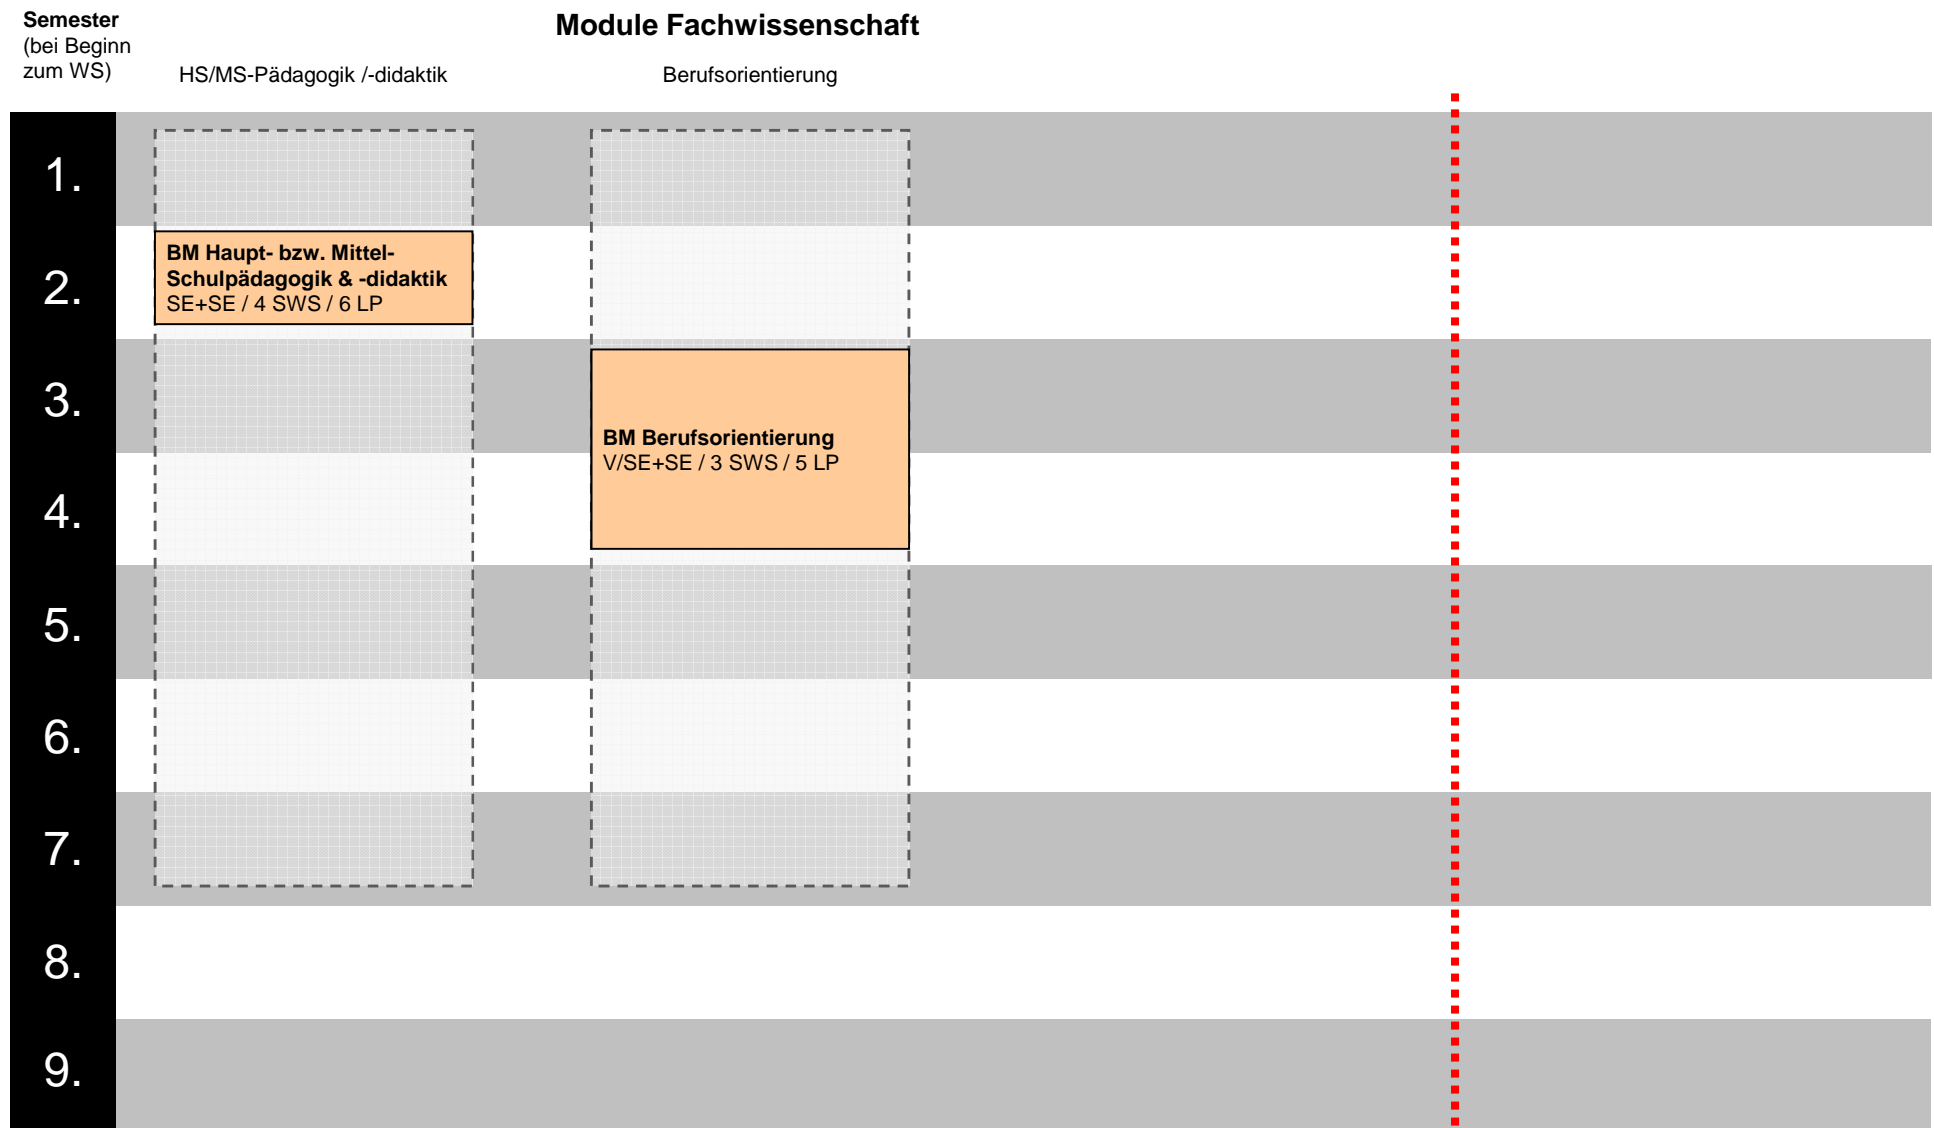 Semester
(bei Beginn
zum WS)
Module Fachwissenschaft
HS/MS-Pädagogik /-didaktik
Berufsorientierung
1.
BM Haupt- bzw. Mittel-
Schulpädagogik & -didaktik
SE+SE / 4 SWS / 6 LP
2.
3.
BM Berufsorientierung
V/SE+SE / 3 SWS / 5 LP
4.
5.
6.
7.
8.
9.